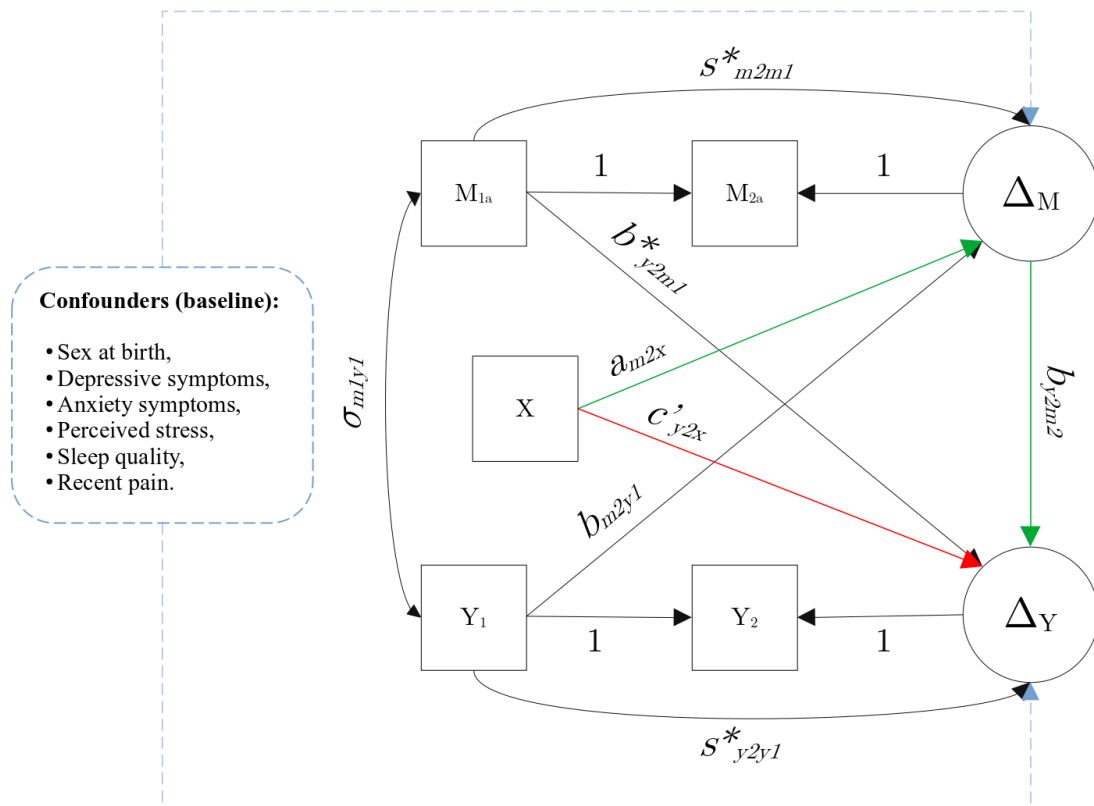 s*m2m1
1
1
M1a
M2a
ΔM
b*y2m1
Confounders (baseline):
• Sex at birth,
• Depressive symptoms,
• Anxiety symptoms,
• Perceived stress,
• Sleep quality,
• Recent pain.
σm1y1
am2x
by2m2
X
c’y2x
bm2y1
Y1
Y2
ΔY
1
1
s*y2y1